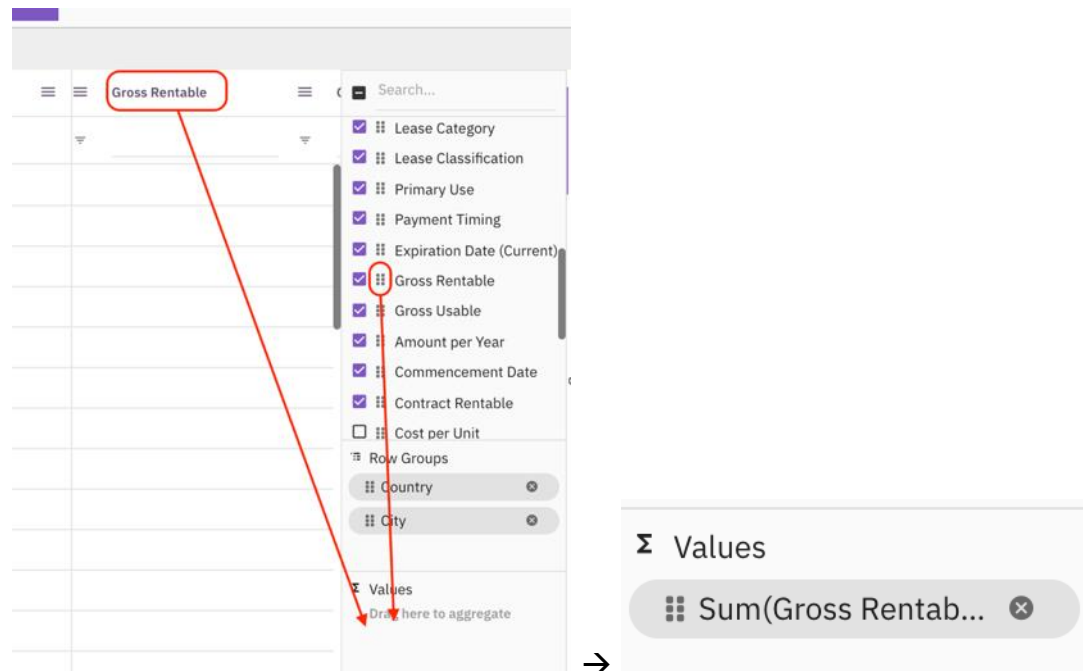 Gross Rentable
Search...
Lease Category
Lease Classification
Primary Use
Payment Timing
Expiration Date (Current)
Gross Rentable
Gross Usable
Amount per Year
Commencement Date
Contract Rentable
Cost per Unit
Row Groups
Country
City
Σ Values
Drag here to aggregate
→
Σ Values
Sum(Gross Rentab...